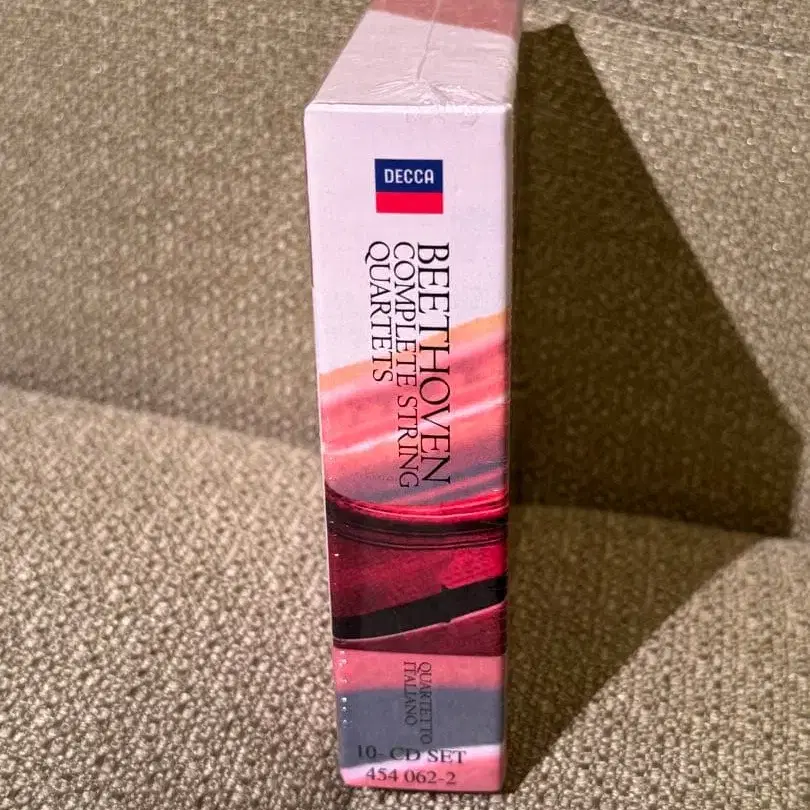 DECCA
BEETHOVEN
COMPLETE STRING
QUARTETS
QUARTETTO
ITALIANO
10- CD SET
454 062-2